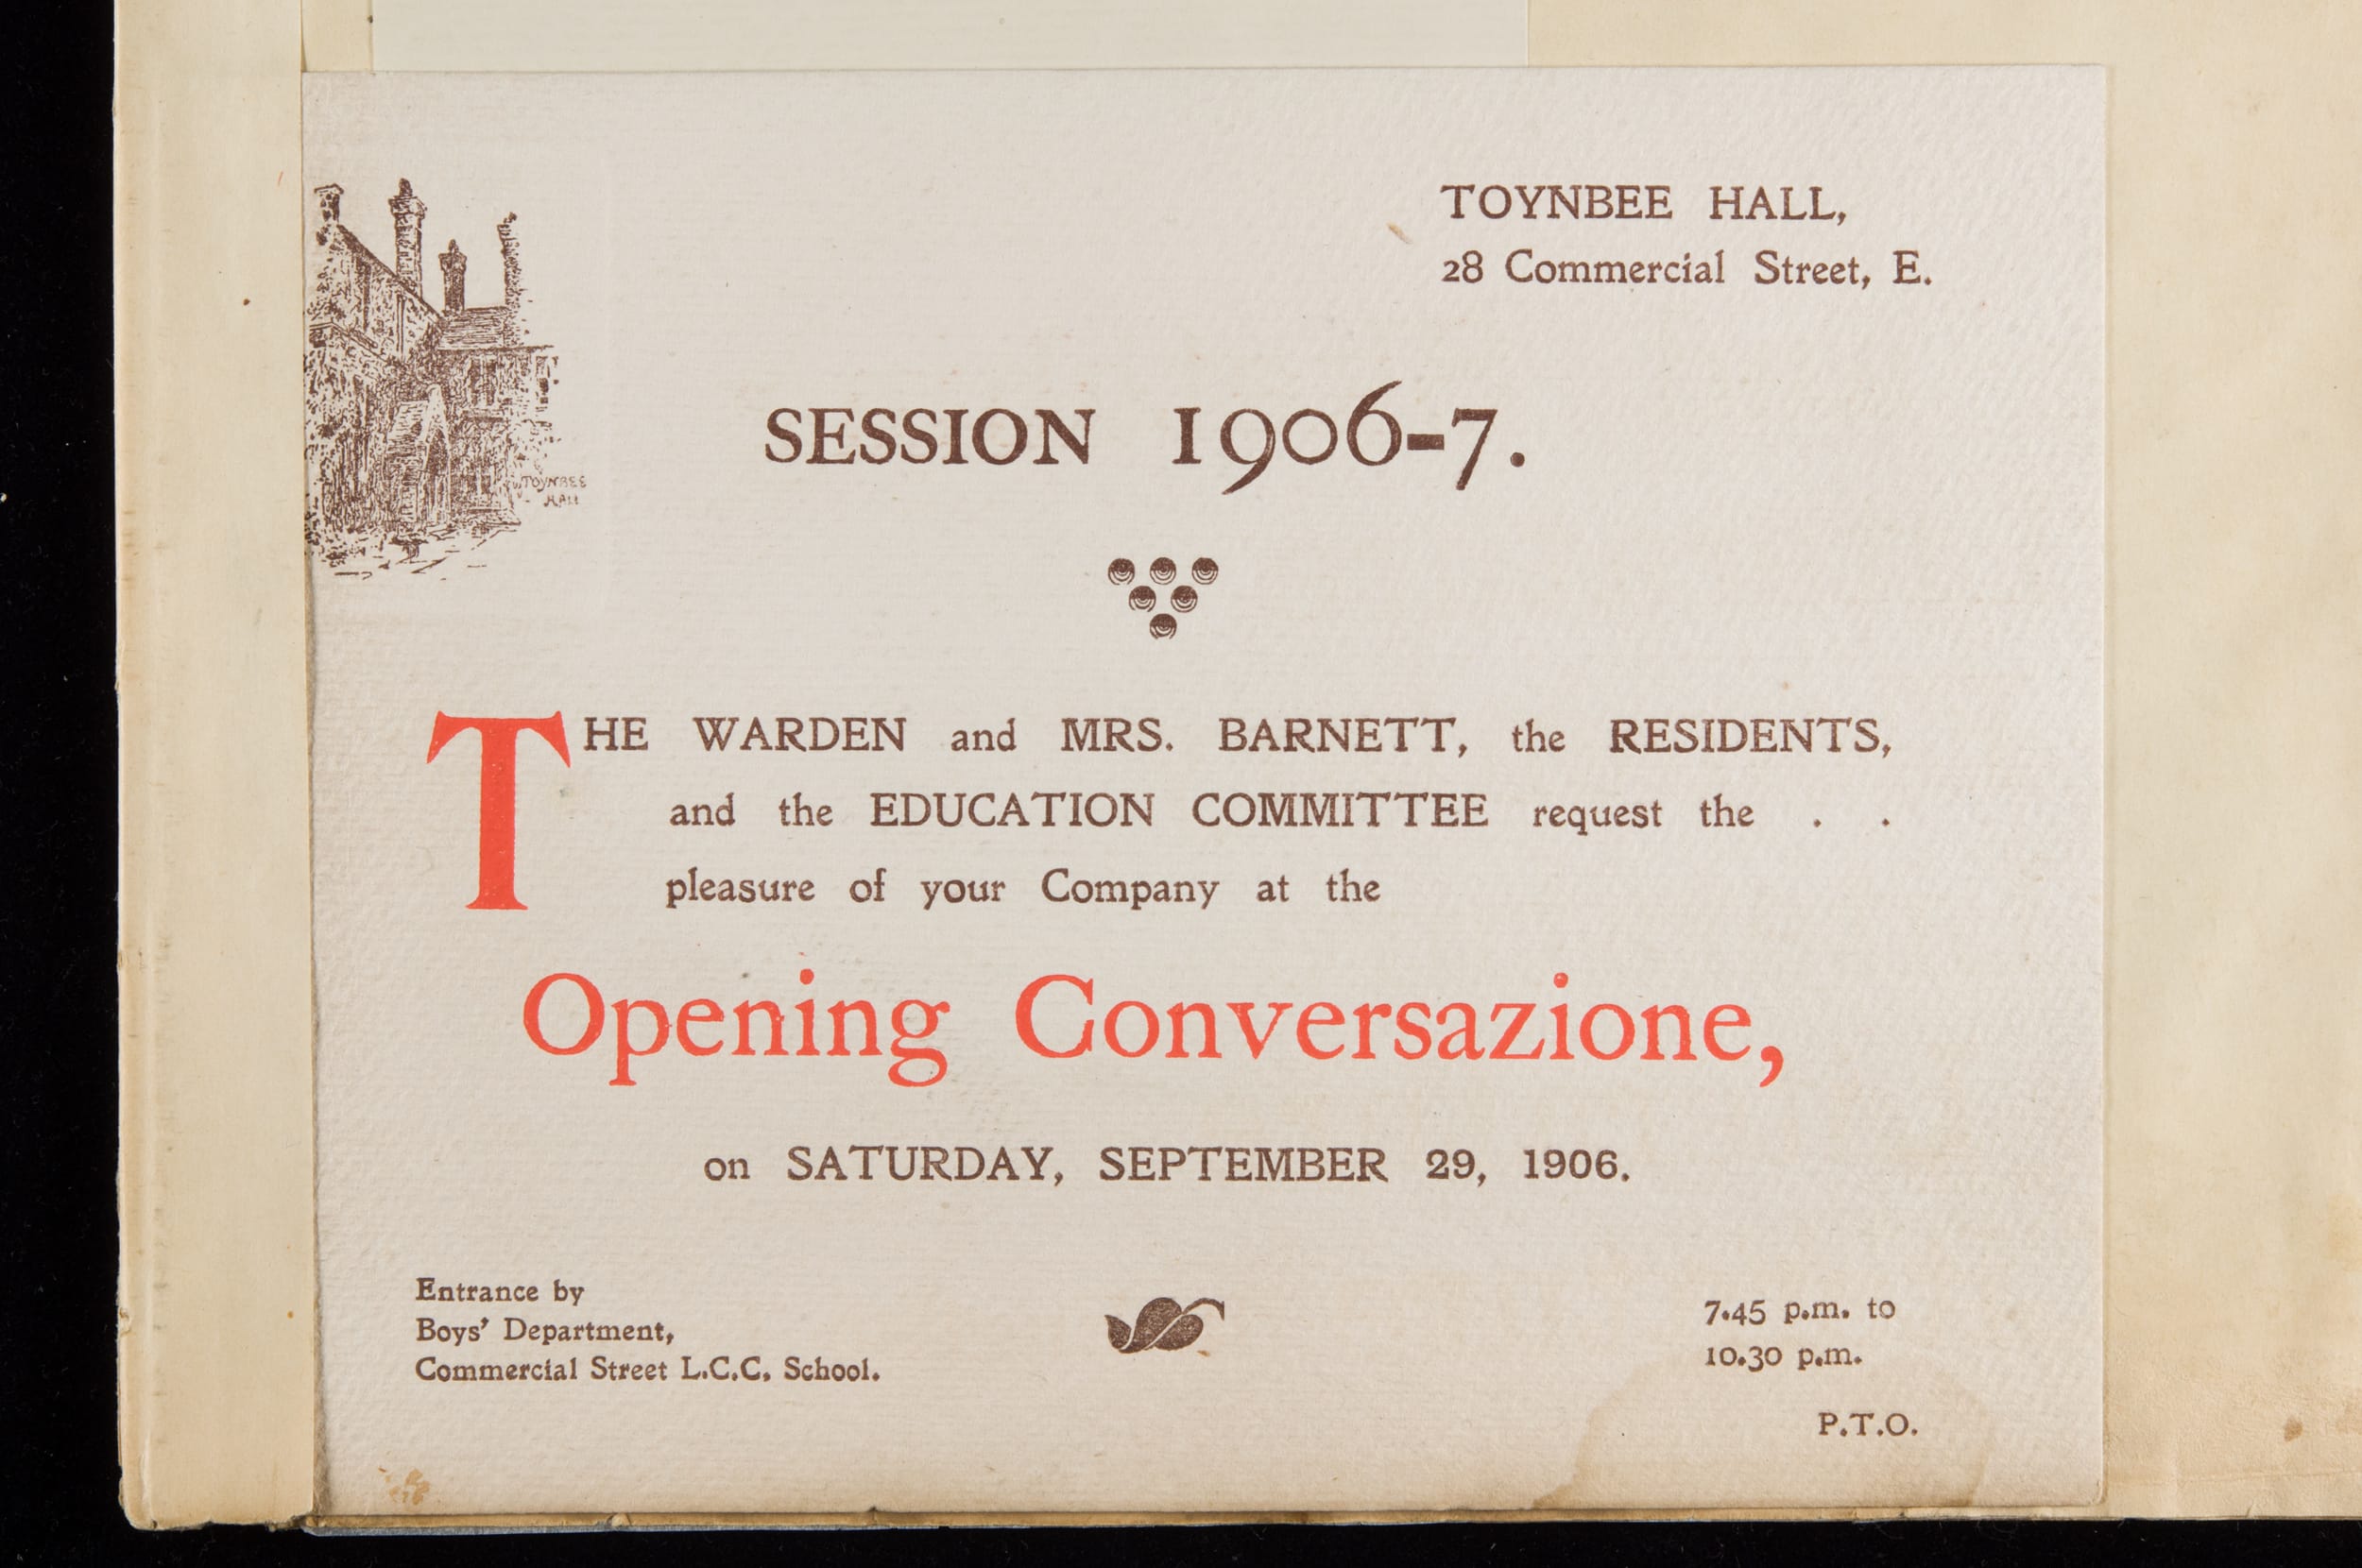 TOYNBEE HALL,
28 Commercial Street, E.
TOYNBEE
HALL
SESSION 1906-7.
THE WARDEN and MRS. BARNETT, the RESIDENTS,
and the EDUCATION COMMITTEE request the . .
pleasure of your Company at the
Opening Conversazione,
on SATURDAY, SEPTEMBER 29, 1906.
Entrance by
Boys' Department,
Commercial Street L.C.C. School.
7.45 p.m. to
10.30 p.m.
P.T.O.